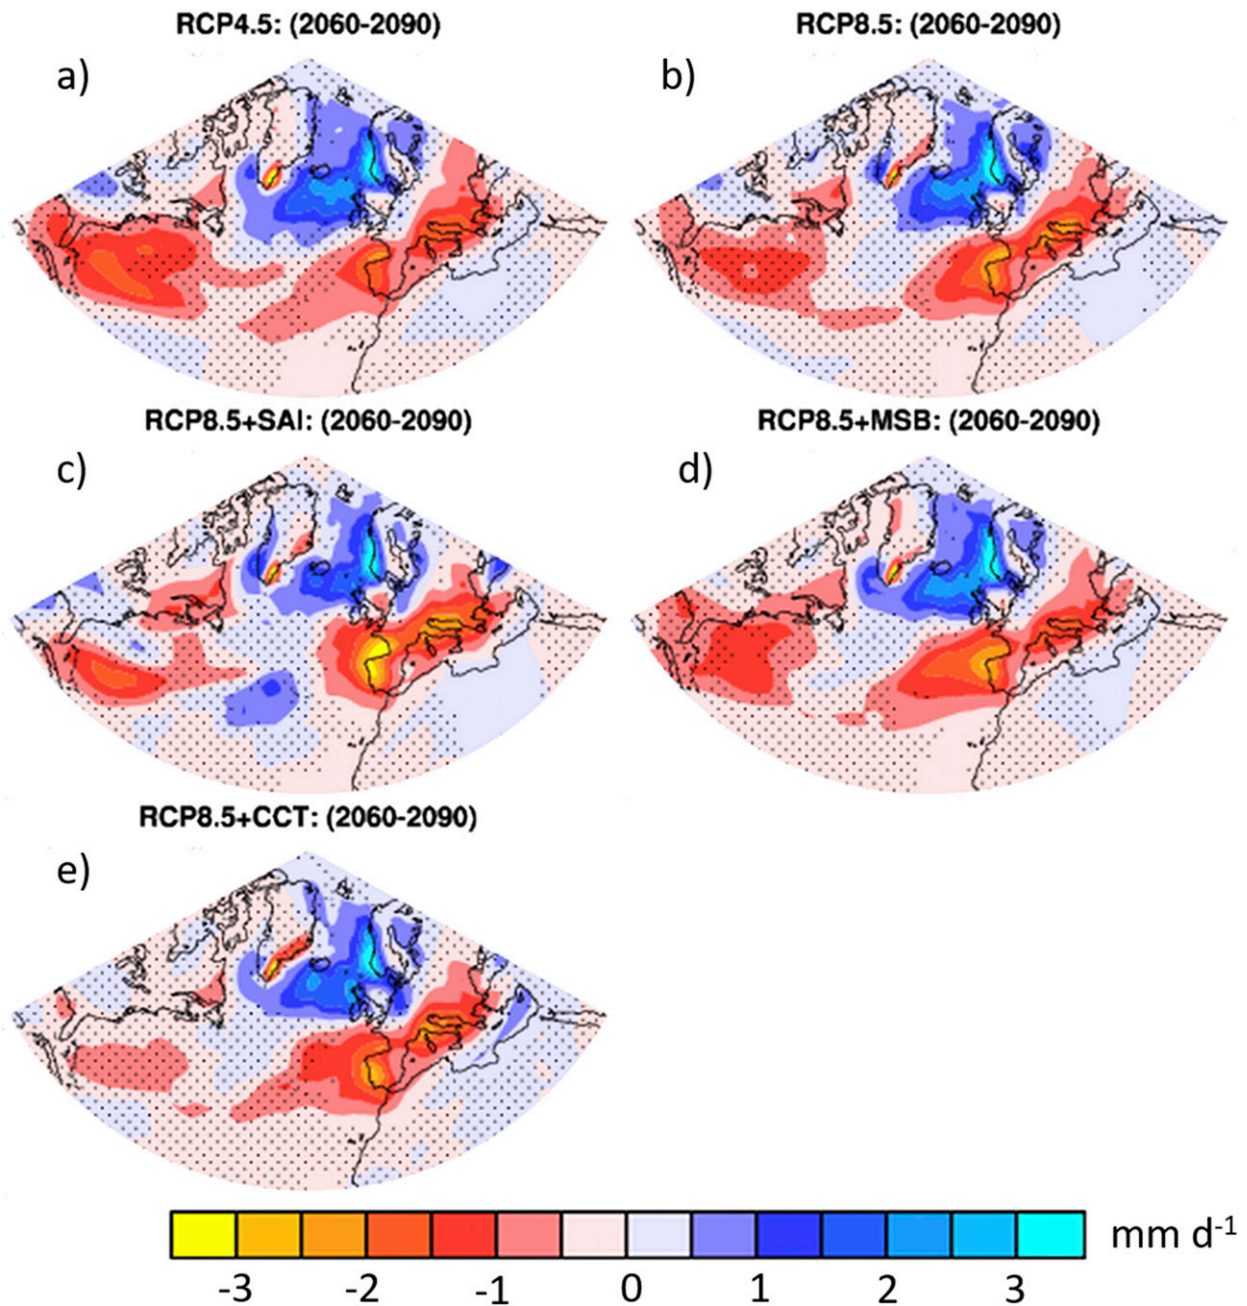 RCP4.5: (2060-2090)
RCP8.5: (2060-2090)
a)
b)
RCP8.5+SAI: (2060-2090)
RCP8.5+MSB: (2060-2090)
c)
d)
RCP8.5+CCT: (2060-2090)
e)
mm d-1
-3 -2 -1 0 1 2 3